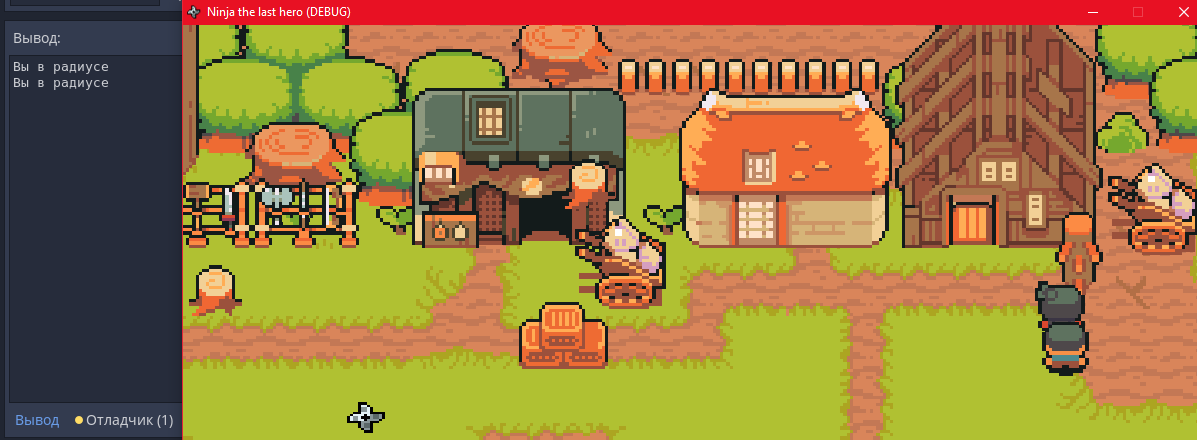 Ninja the last hero (DEBUG)
Вывод:
Вы в радиусе
Вы в радиусе
Вывод
Отладчик (1)